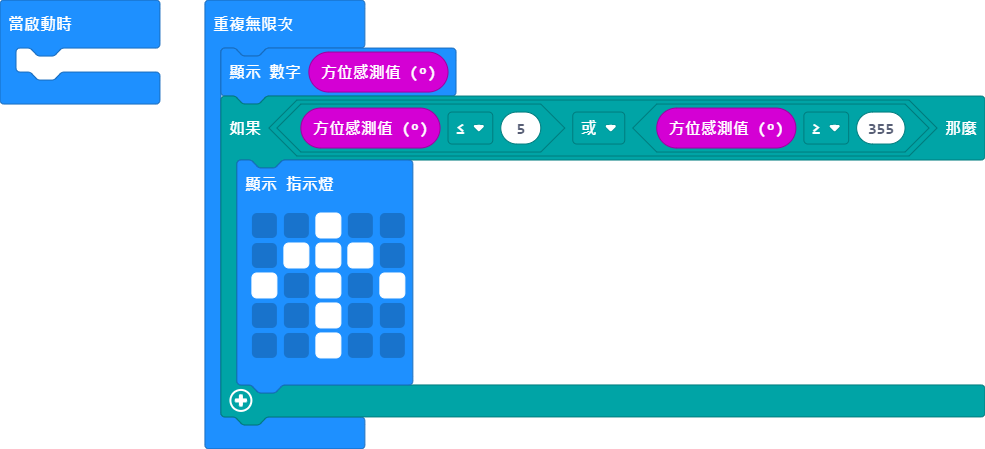 當啟動時
重複無限次
顯示 數字 方位感測值 (º)
如果 方位感測值 (º) ≤ 5 或 方位感測值 (º) ≥ 355 那麼
顯示 指示燈